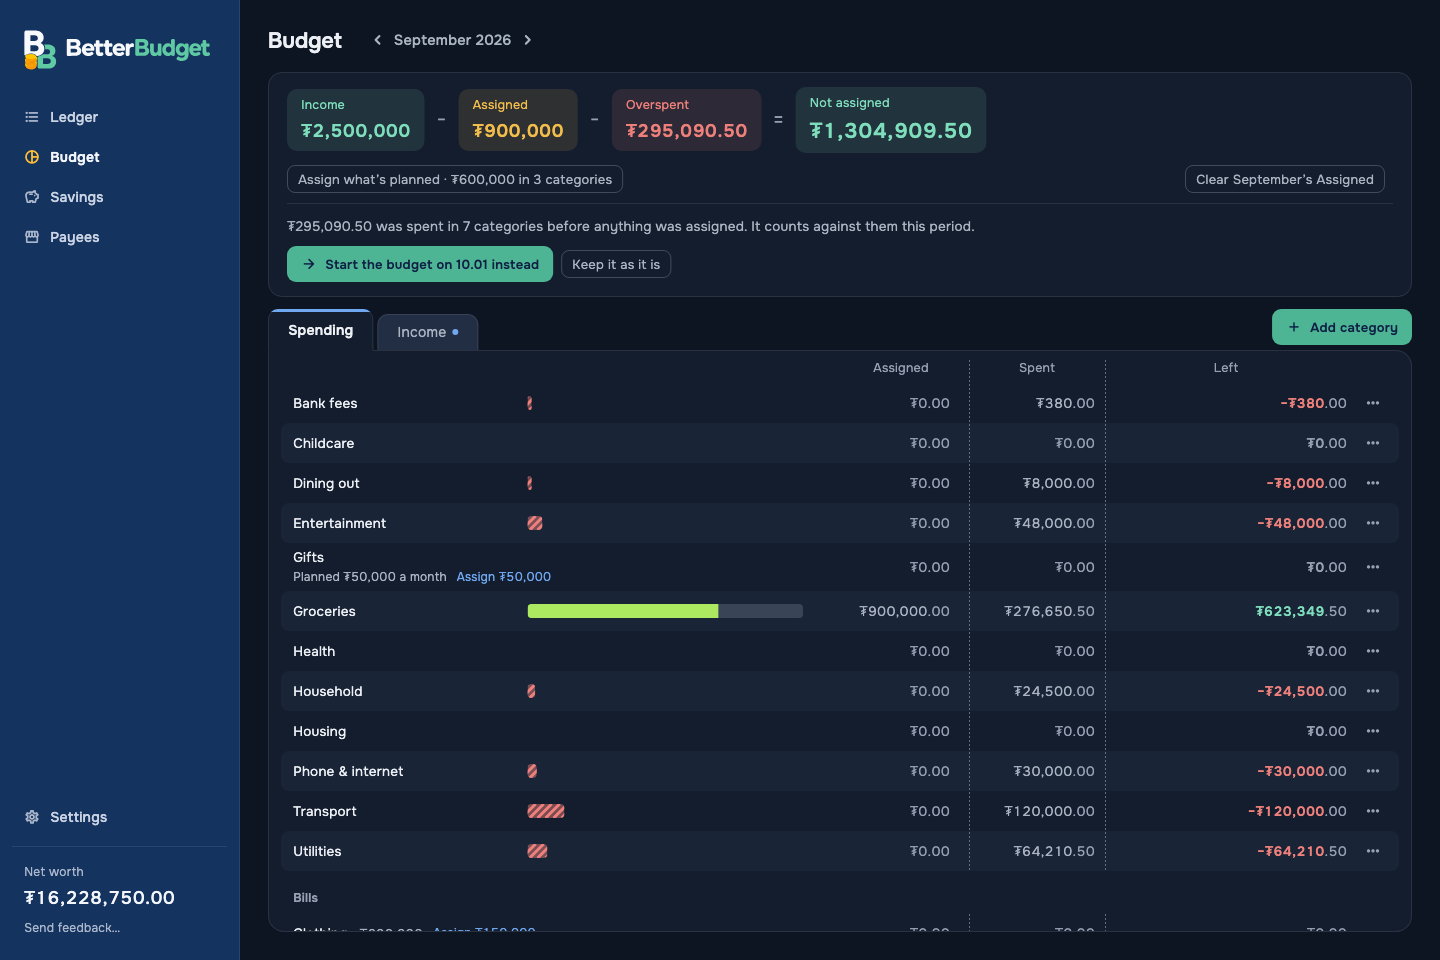 BetterBudget
Ledger
Budget
Savings
Payees
Settings
Net worth
₮16,228,750.00
Send feedback...
Budget
September 2026
Income
₮2,500,000
-
Assigned
₮900,000
-
Overspent
₮295,090.50
=
Not assigned
₮1,304,909.50
Assign what's planned · ₮600,000 in 3 categories
Clear September's Assigned
₮295,090.50 was spent in 7 categories before anything was assigned. It counts against them this period.
→ Start the budget on 10.01 instead
Keep it as it is
Spending
Income
+ Add category
Assigned Spent Left
Bank fees ₮0.00 ₮380.00 -₮380.00
Childcare ₮0.00 ₮0.00 ₮0.00
Dining out ₮0.00 ₮8,000.00 -₮8,000.00
Entertainment ₮0.00 ₮48,000.00 -₮48,000.00
Gifts ₮0.00 ₮0.00 ₮0.00
Planned ₮50,000 a month Assign ₮50,000
Groceries ₮900,000.00 ₮276,650.50 ₮623,349.50
Health ₮0.00 ₮0.00 ₮0.00
Household ₮0.00 ₮24,500.00 -₮24,500.00
Housing ₮0.00 ₮0.00 ₮0.00
Phone & internet ₮0.00 ₮30,000.00 -₮30,000.00
Transport ₮0.00 ₮120,000.00 -₮120,000.00
Utilities ₮0.00 ₮64,210.50 -₮64,210.50
Bills